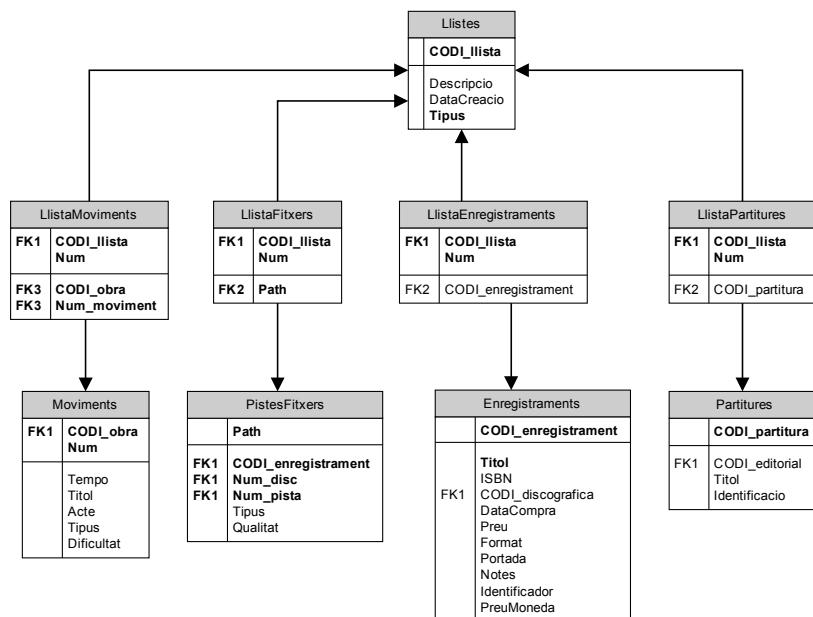 Llistes
CODI_llista
Descripcio
DataCreacio
Tipus
LlistaMoviments
FK1 CODI_llista
Num
FK3 CODI_obra
FK3 Num_moviment
LlistaFitxers
FK1 CODI_llista
Num
FK2 Path
LlistaEnregistraments
FK1 CODI_llista
Num
FK2 CODI_enregistrament
LlistaPartitures
FK1 CODI_llista
Num
FK2 CODI_partitura
Moviments
FK1 CODI_obra
Num
Tempo
Titol
Acte
Tipus
Dificultat
PistesFitxers
Path
FK1 CODI_enregistrament
FK1 Num_disc
FK1 Num_pista
Tipus
Qualitat
Enregistraments
CODI_enregistrament
Titol
ISBN
FK1 CODI_discografica
DataCompra
Preu
Format
Portada
Notes
Identificador
PreuMoneda
Partitures
CODI_partitura
FK1 CODI_editorial
Titol
Identificacio